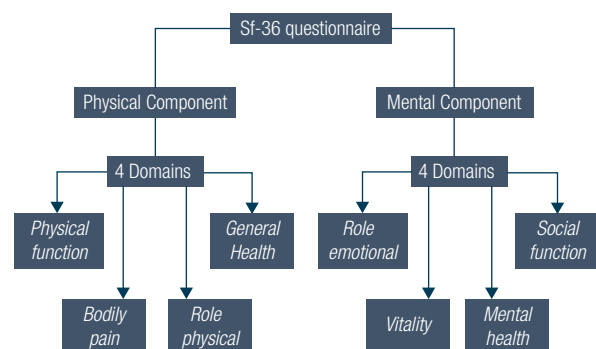 Sf-36 questionnaire
Physical Component
Mental Component
4 Domains
4 Domains
Physical
function
General
Health
Role
emotional
Social
function
Bodily
pain
Role
physical
Vitality
Mental
health